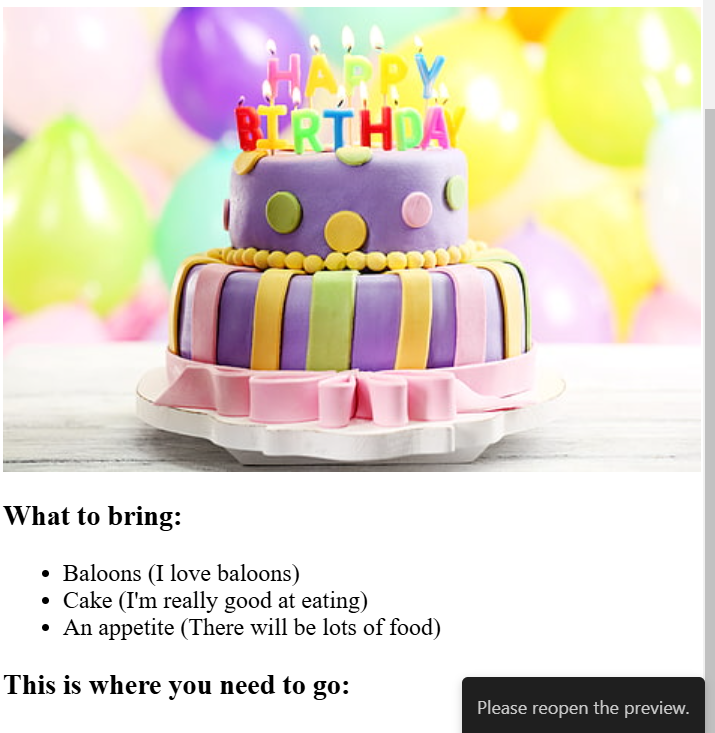 HAPPY
BIRTHDAY
What to bring:
Baloons (I love baloons)
Cake (I'm really good at eating)
An appetite (There will be lots of food)
This is where you need to go:
Please reopen the preview.